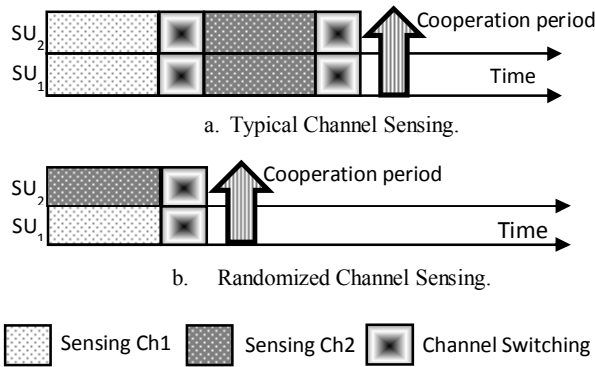 Cooperation period
SU2
SU1
Time
a. Typical Channel Sensing.
Cooperation period
SU2
SU1
Time
b. Randomized Channel Sensing.
Sensing Ch1
Sensing Ch2
Channel Switching